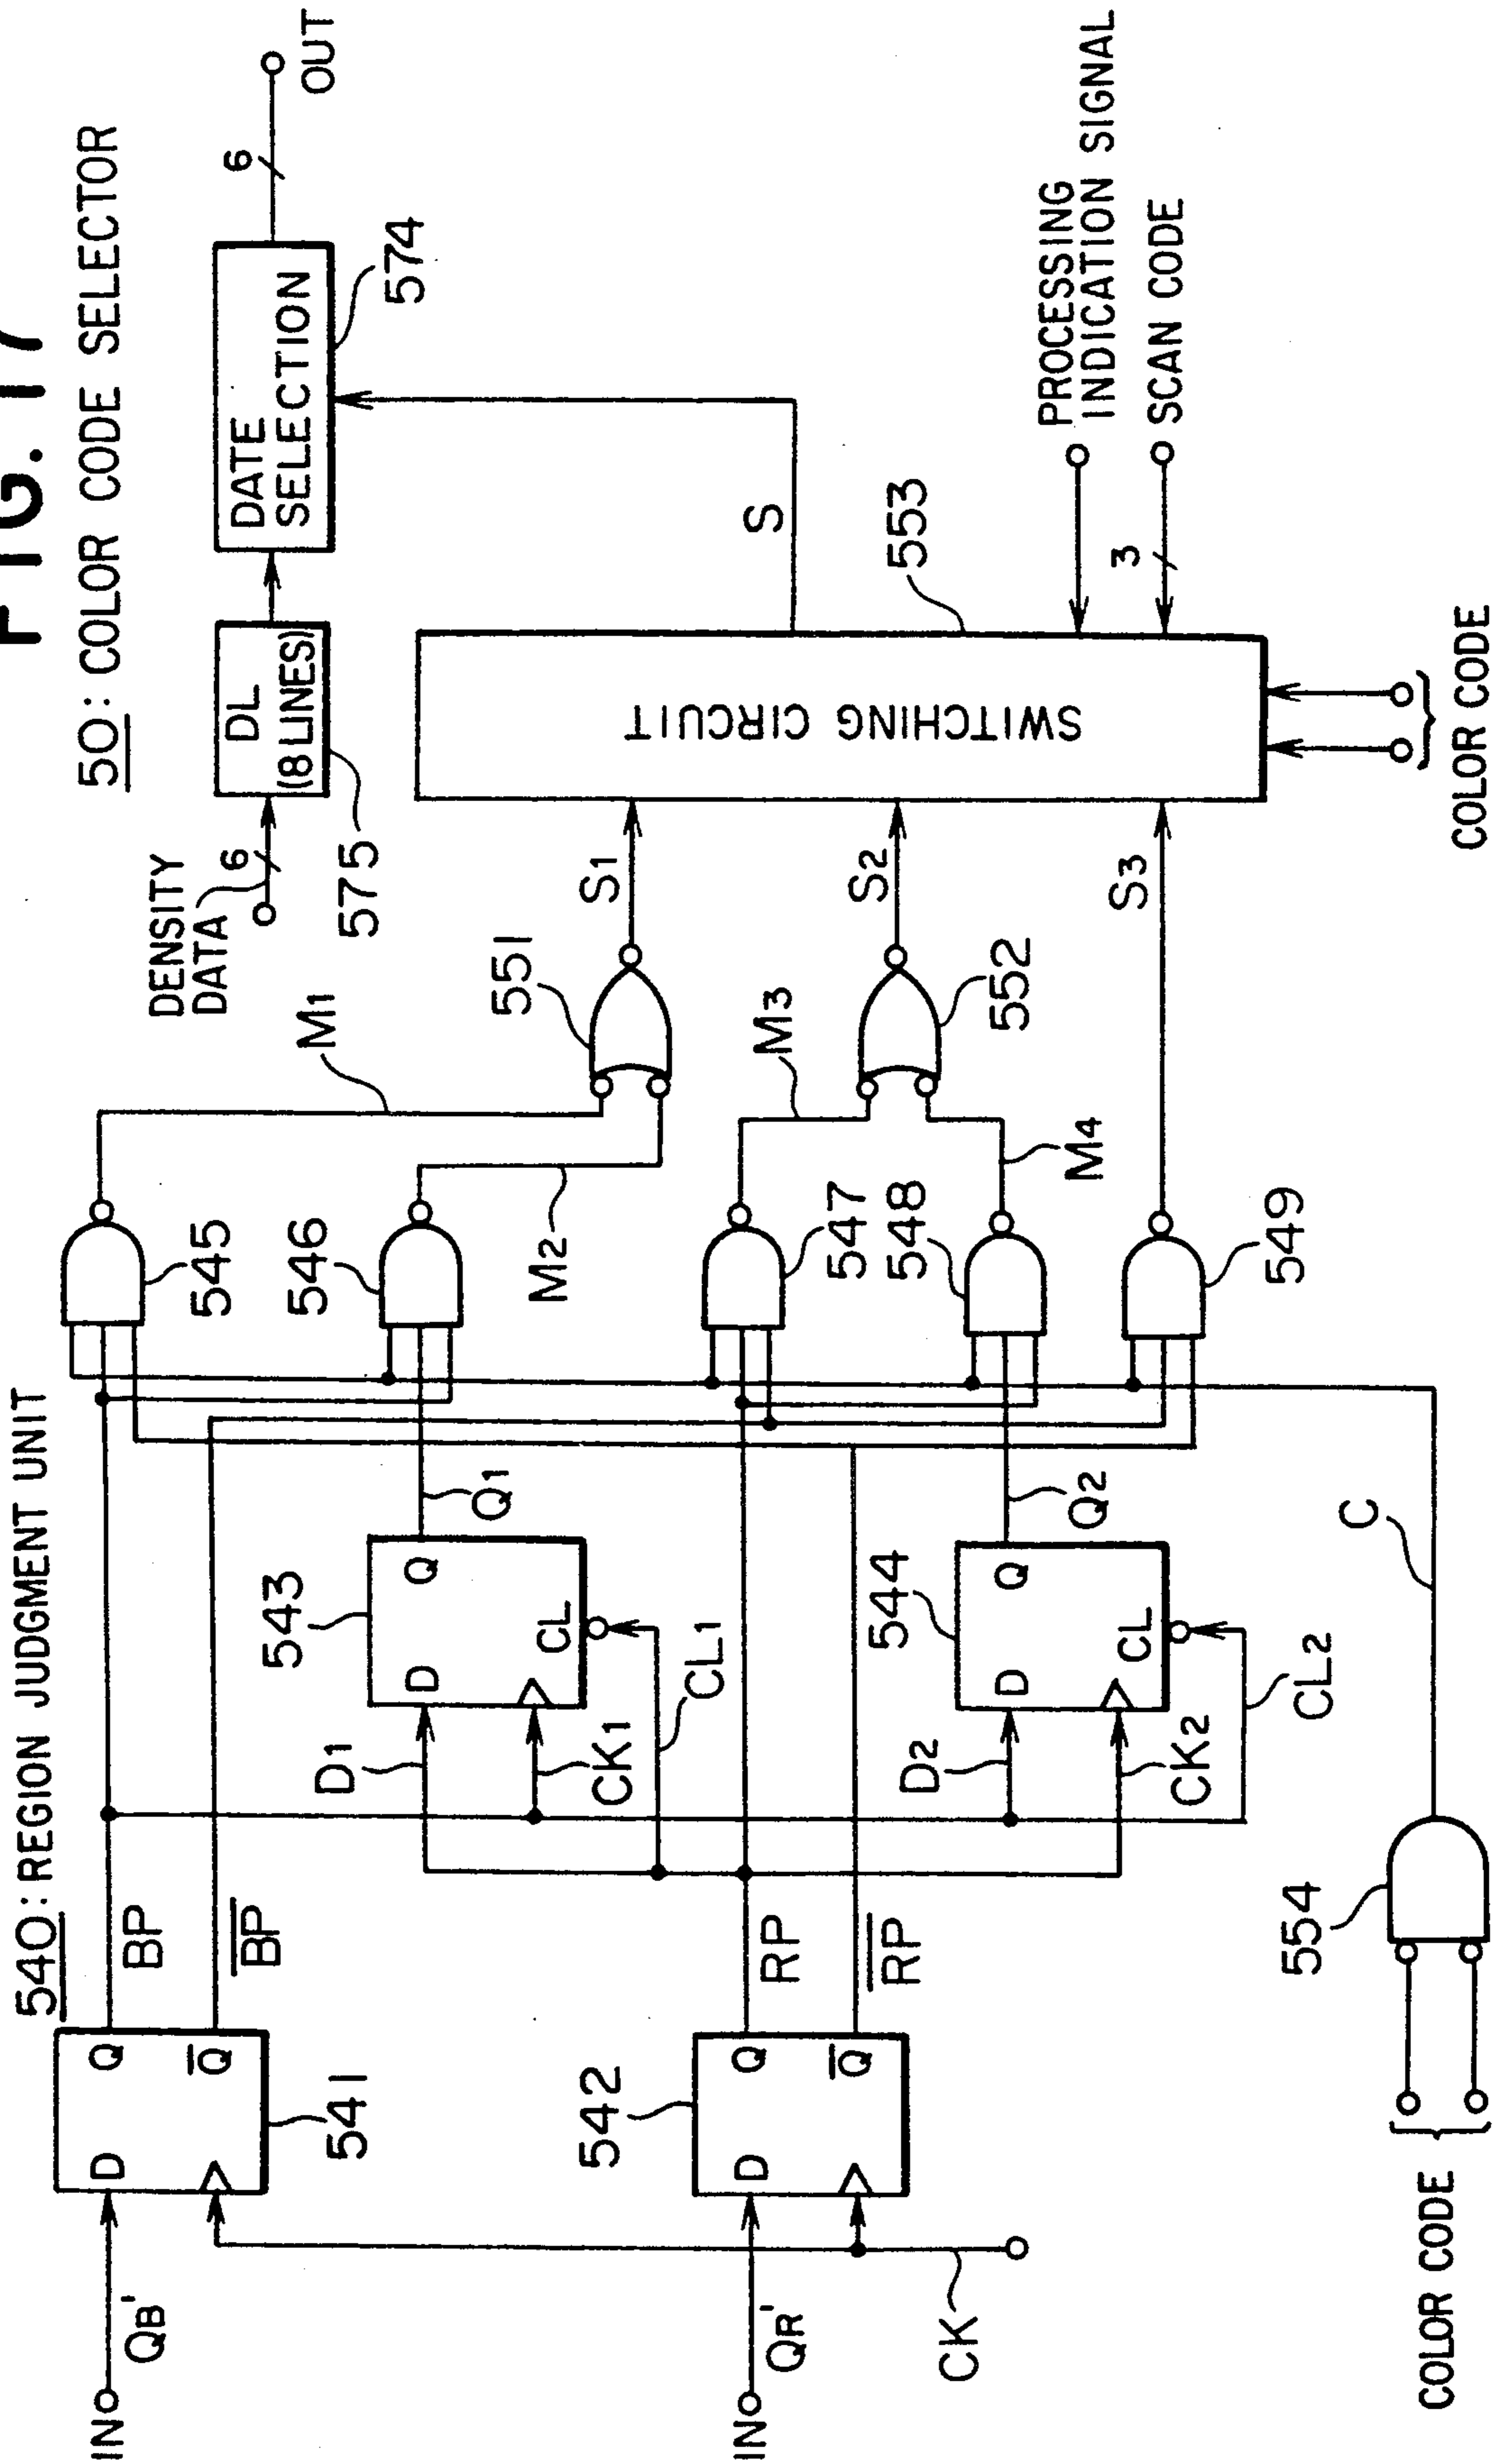 FIG. 17
50: COLOR CODE SELECTOR
540: REGION JUDGMENT UNIT
DENSITY
DATA
6
575
DL
(8 LINES)
DATE
SELECTION
574
6
OUT
S
IN
QB'
D
Q
Q̅
541
BP
B̅P̅
IN
QR'
D
Q
Q̅
542
RP
R̅P̅
CK
D1
CK1
CL1
D
Q
CL
543
Q1
D2
CK2
CL2
D
Q
CL
544
Q2
545
546
547
548
549
M1
M2
M3
M4
551
552
S1
S2
S3
SWITCHING CIRCUIT
553
PROCESSING
INDICATION SIGNAL
3
SCAN CODE
COLOR CODE
COLOR CODE
554
C